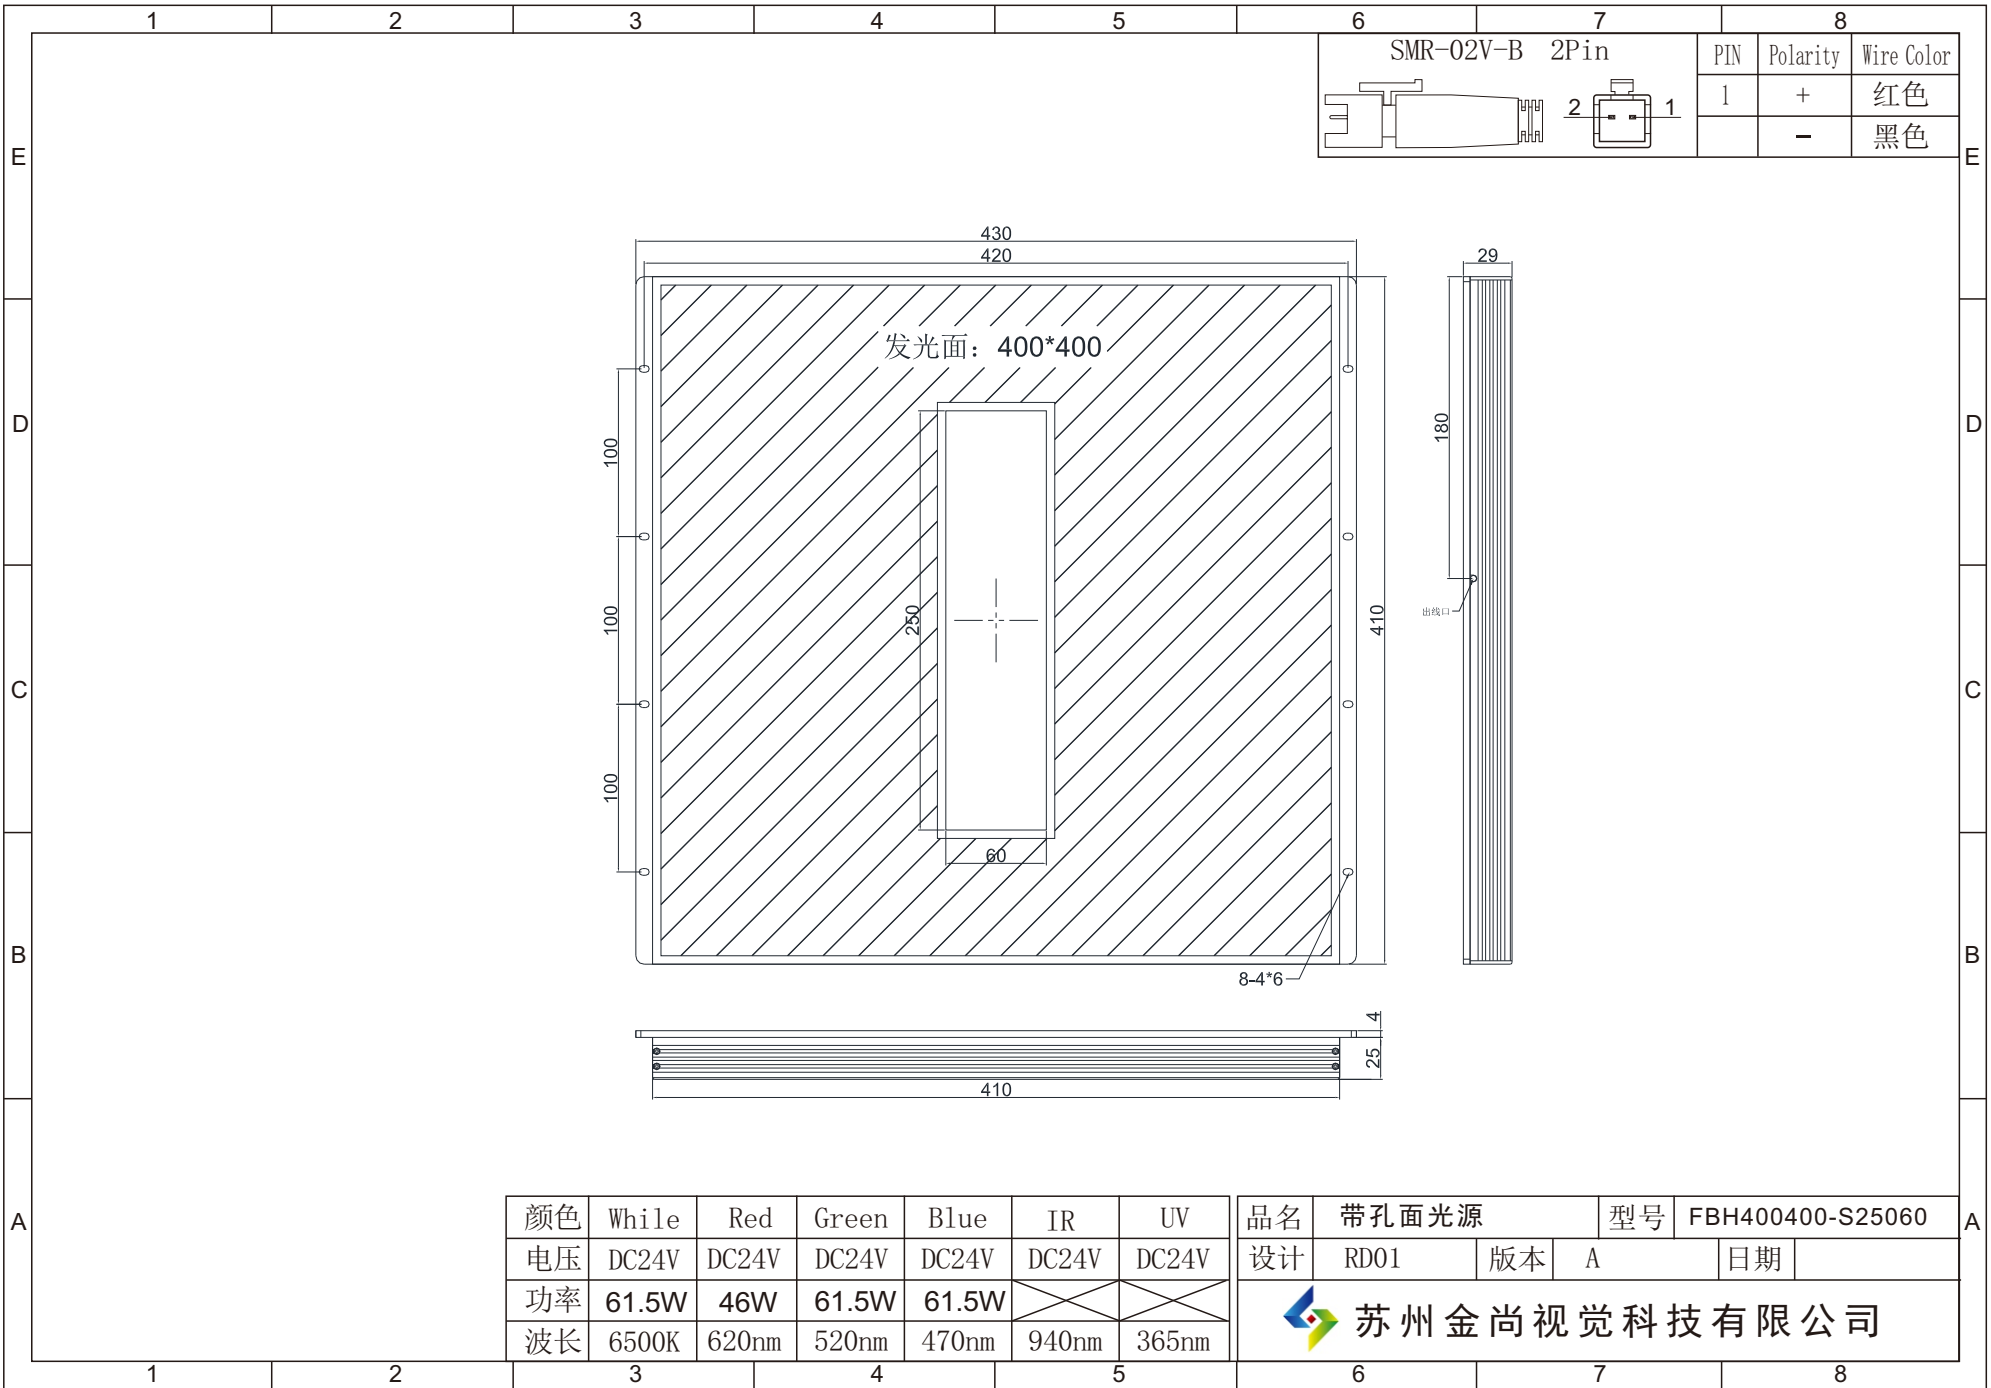 1 2 3 4 5 6 7 8
SMR-02V-B 2Pin
2 1
PIN Polarity Wire Color
1 + 红色
− 黑色
E E
430
420
29
发光面：400*400
D D
180
100
100
250
410
出线口
C C
100
60
B B
8-4*6
4
25
410
A A
颜色 While Red Green Blue IR UV
电压 DC24V DC24V DC24V DC24V DC24V DC24V
功率 61.5W 46W 61.5W 61.5W
波长 6500K 620nm 520nm 470nm 940nm 365nm
品名 带孔面光源 型号 FBH400400-S25060
设计 RD01 版本 A 日期
苏州金尚视觉科技有限公司
1 2 3 4 5 6 7 8